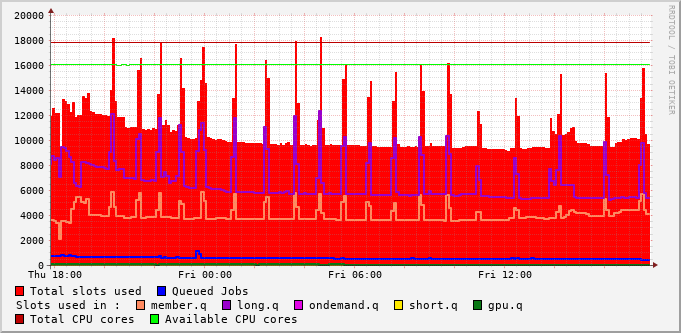 20000
18000
16000
14000
12000
10000
8000
6000
4000
2000
0
Thu 18:00 Fri 00:00 Fri 06:00 Fri 12:00
RRDTOOL / TOBI OETIKER
Total slots used Queued Jobs
Slots used in : member.q long.q ondemand.q short.q gpu.q
Total CPU cores Available CPU cores